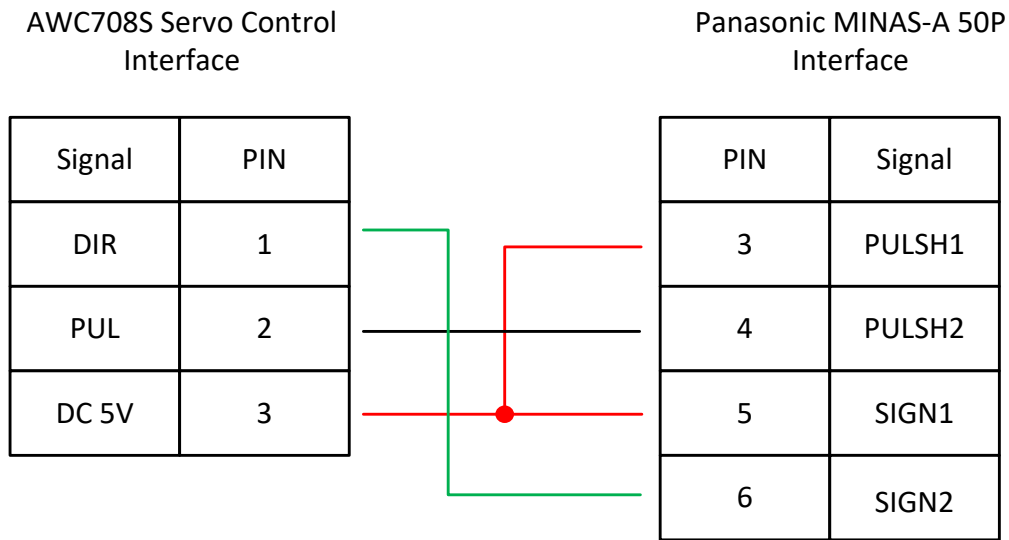 AWC708S Servo Control
Interface
Panasonic MINAS-A 50P
Interface
Signal PIN
DIR 1
PUL 2
DC 5V 3
PIN Signal
3 PULSH1
4 PULSH2
5 SIGN1
6 SIGN2